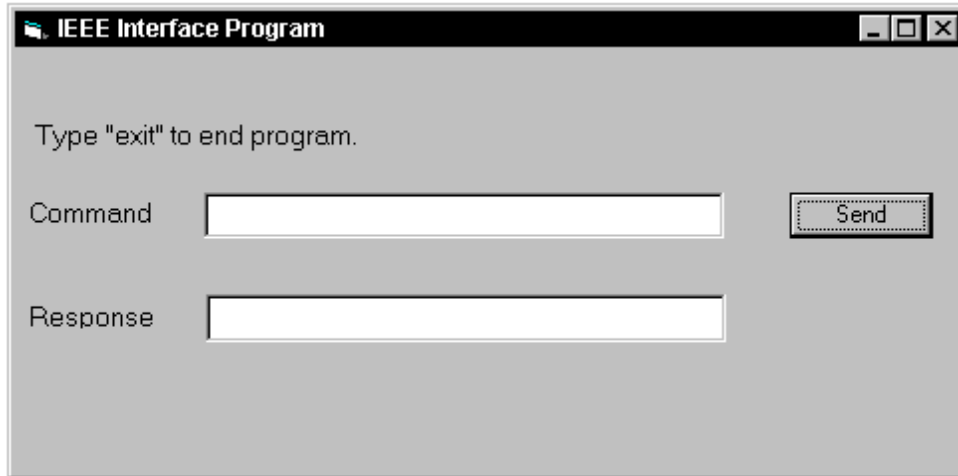 IEEE Interface Program
Type "exit" to end program.
Command
Send
Response